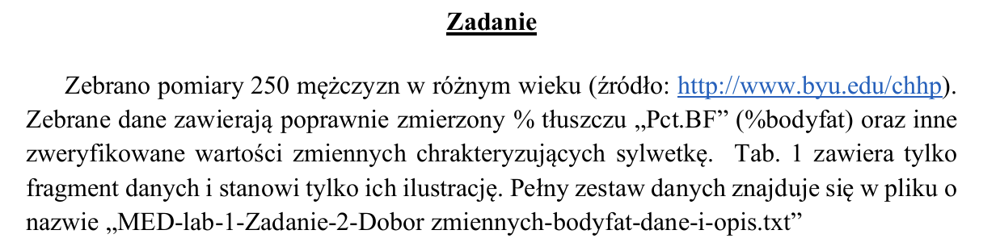 Zadanie
Zebrano pomiary 250 mężczyzn w różnym wieku (źródło: http://www.byu.edu/chhp).
Zebrane dane zawierają poprawnie zmierzony % tłuszczu „Pct.BF” (%bodyfat) oraz inne
zweryfikowane wartości zmiennych chrakteryzujących sylwetkę. Tab. 1 zawiera tylko
fragment danych i stanowi tylko ich ilustrację. Pełny zestaw danych znajduje się w pliku o
nazwie „MED-lab-1-Zadanie-2-Dobor zmiennych-bodyfat-dane-i-opis.txt”